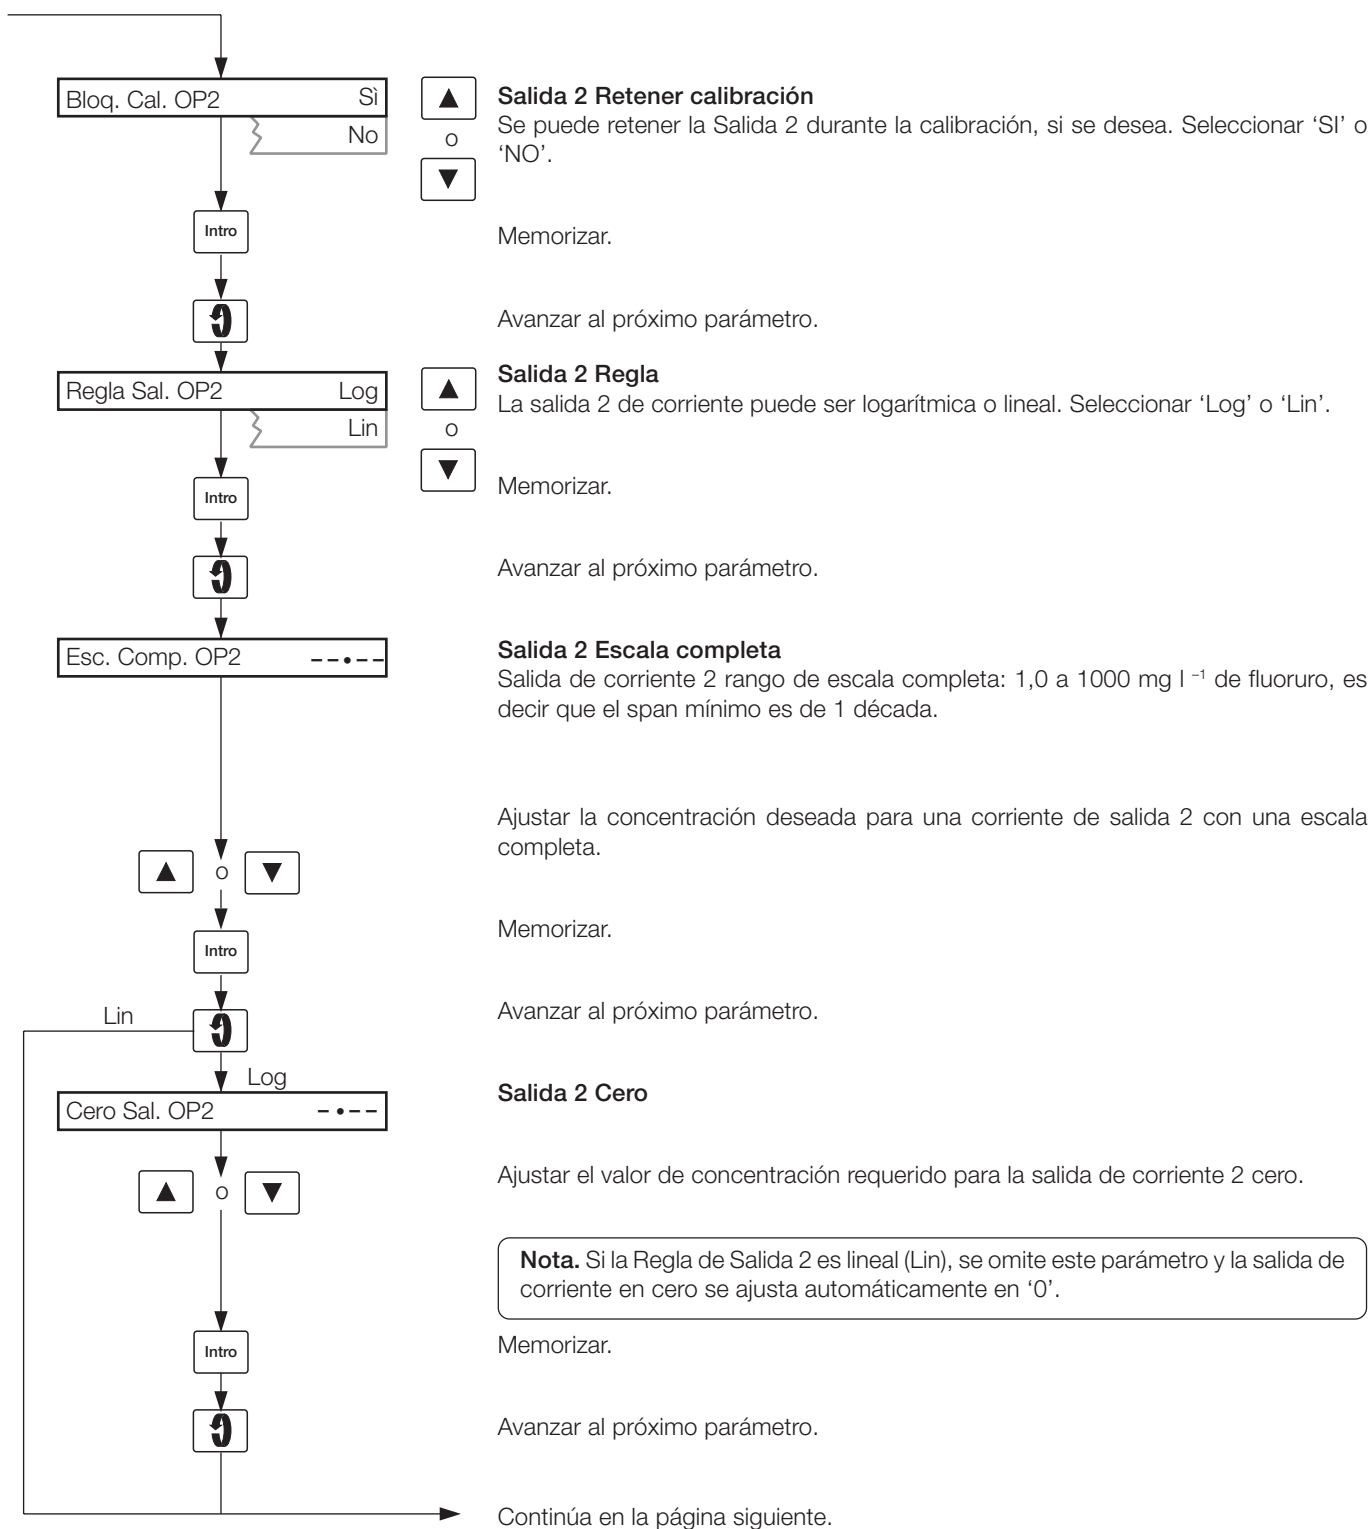 Bloq. Cal. OP2 Sì
No
o
Salida 2 Retener calibración
Se puede retener la Salida 2 durante la calibración, si se desea. Seleccionar ‘SI’ o
‘NO’.
Intro
Memorizar.
Avanzar al próximo parámetro.
Regla Sal. OP2 Log
Lin
o
Salida 2 Regla
La salida 2 de corriente puede ser logarítmica o lineal. Seleccionar ‘Log’ o ‘Lin’.
Intro
Memorizar.
Avanzar al próximo parámetro.
Esc. Comp. OP2 – – • – –
Salida 2 Escala completa
Salida de corriente 2 rango de escala completa: 1,0 a 1000 mg l ⁻¹ de fluoruro, es
decir que el span mínimo es de 1 década.
Ajustar la concentración deseada para una corriente de salida 2 con una escala
completa.
o
Intro
Memorizar.
Avanzar al próximo parámetro.
Lin
Log
Cero Sal. OP2 – • – –
Salida 2 Cero
o
Ajustar el valor de concentración requerido para la salida de corriente 2 cero.
Nota. Si la Regla de Salida 2 es lineal (Lin), se omite este parámetro y la salida de
corriente en cero se ajusta automáticamente en ‘0’.
Intro
Memorizar.
Avanzar al próximo parámetro.
Continúa en la página siguiente.